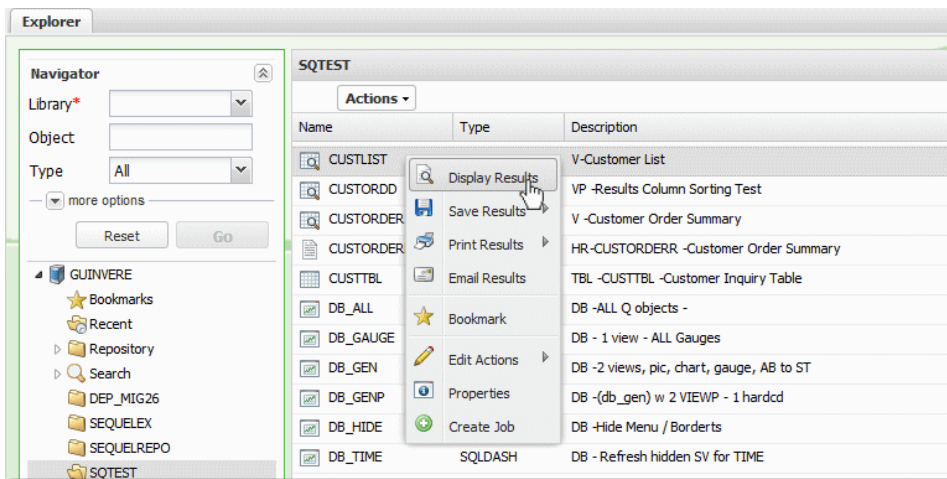 Explorer
Navigator
Library*
Object
Type All
more options
Reset Go
GUINVERE
Bookmarks
Recent
Repository
Search
DEP_MIG26
SEQUELEX
SEQUELREPO
SQTEST
SQTEST
Actions
Name Type Description
CUSTLIST V-Customer List
CUSTORDD VP -Results Column Sorting Test
CUSTORDER V -Customer Order Summary
CUSTORDER HR-CUSTORDERR -Customer Order Summary
CUSTTBL TBL -CUSTTBL -Customer Inquiry Table
DB_ALL DB -ALL Q objects -
DB_GAUGE DB - 1 view - ALL Gauges
DB_GEN DB -2 views, pic, chart, gauge, AB to ST
DB_GENP DB -(db_gen) w 2 VIEWP - 1 hardcd
DB_HIDE DB -Hide Menu / Borderts
DB_TIME SQLDASH DB - Refresh hidden SV for TIME
Display Results
Save Results
Print Results
Email Results
Bookmark
Edit Actions
Properties
Create Job